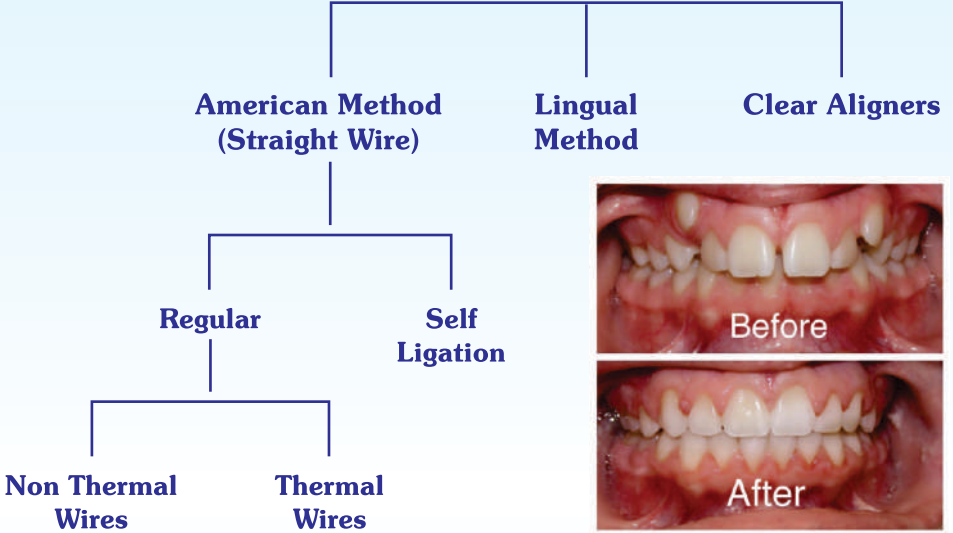 American Method
(Straight Wire)
Lingual
Method
Clear Aligners
Regular
Self
Ligation
Non Thermal
Wires
Thermal
Wires
Before
After